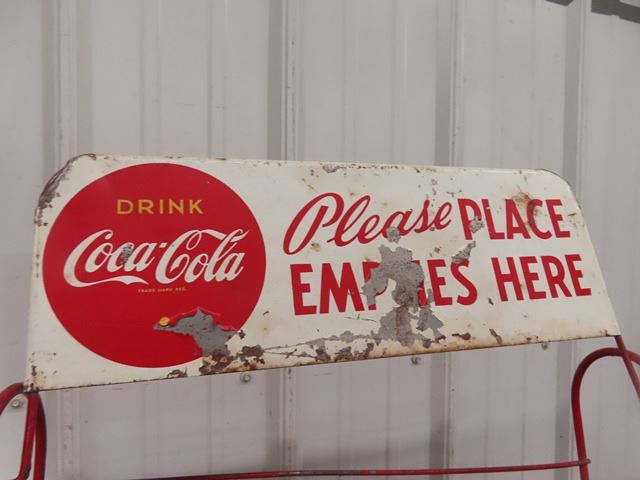 DRINK
Coca-Cola
TRADE MARK REG.
Please PLACE
EMPTIES HERE